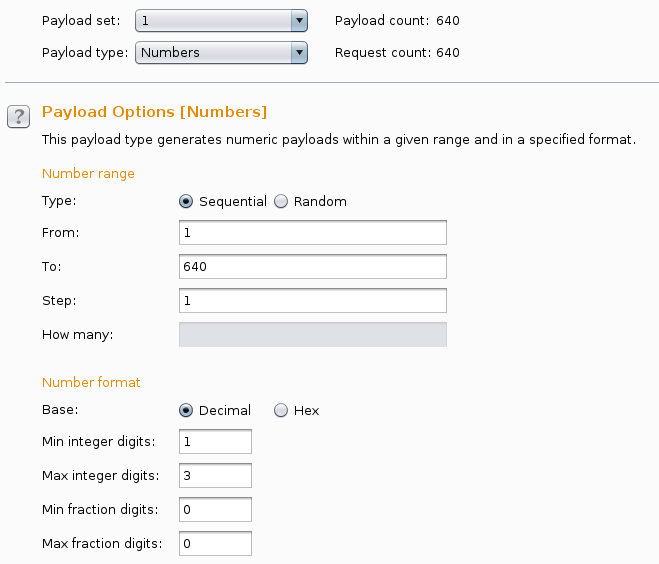 Payload set: 1 Payload count: 640
Payload type: Numbers Request count: 640
? Payload Options [Numbers]
This payload type generates numeric payloads within a given range and in a specified format.
Number range
Type: Sequential Random
From: 1
To: 640
Step: 1
How many:
Number format
Base: Decimal Hex
Min integer digits: 1
Max integer digits: 3
Min fraction digits: 0
Max fraction digits: 0